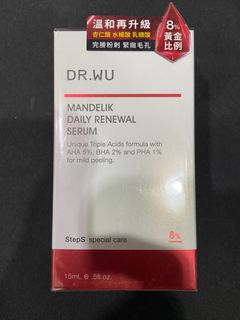 溫和再升級
杏仁酸 水楊酸 乳糖酸
完勝粉刺 緊緻毛孔
8%
黃金
比例
DR.WU
MANDELIK
DAILY RENEWAL
SERUM
Unique Triple Acids formula with
AHA 5%, BHA 2% and PHA 1%
for mild peeling.
StepS special care
8%
15mL e .5fl.oz.